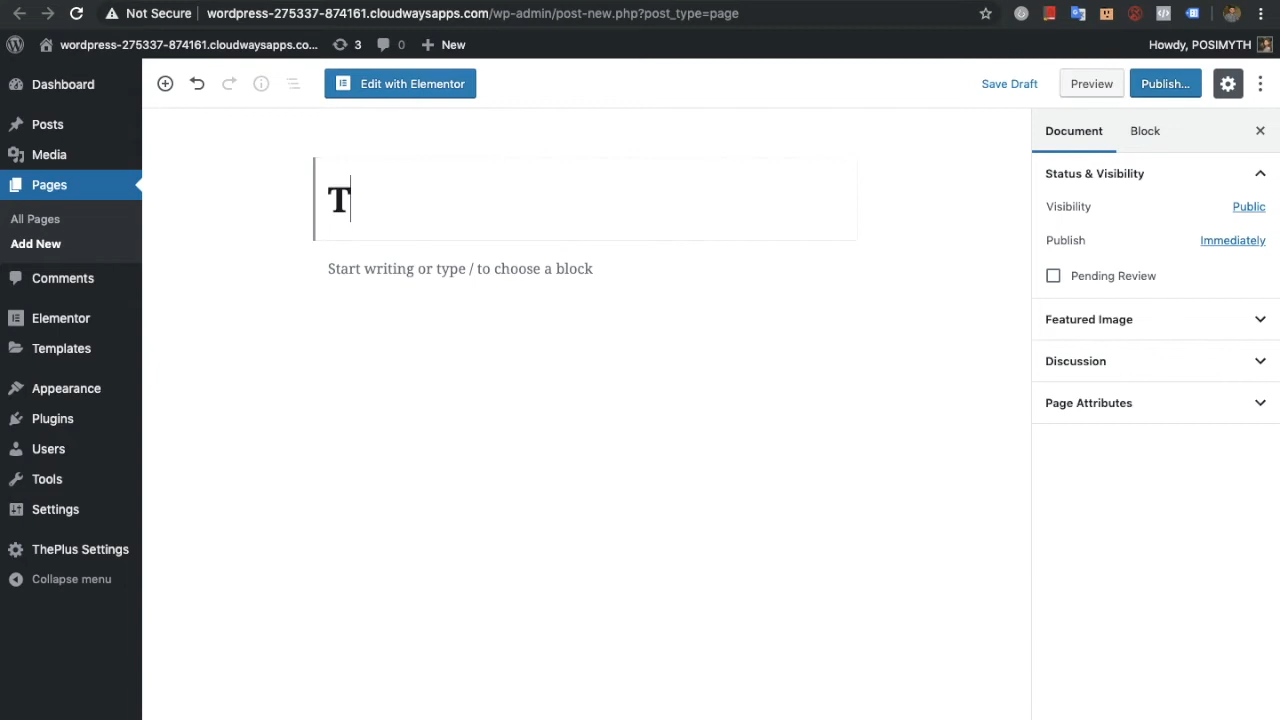 Not Secure
wordpress-275337-874161.cloudwaysapps.com/wp-admin/post-new.php?post_type=page
wordpress-275337-874161.cloudwaysapps.co...
3
0
New
Howdy, POSIMYTH
Dashboard
Posts
Media
Pages
All Pages
Add New
Comments
Elementor
Templates
Appearance
Plugins
Users
Tools
Settings
ThePlus Settings
Collapse menu
Edit with Elementor
Save Draft
Preview
Publish...
T
Start writing or type / to choose a block
Document
Block
Status & Visibility
Visibility
Public
Publish
Immediately
Pending Review
Featured Image
Discussion
Page Attributes